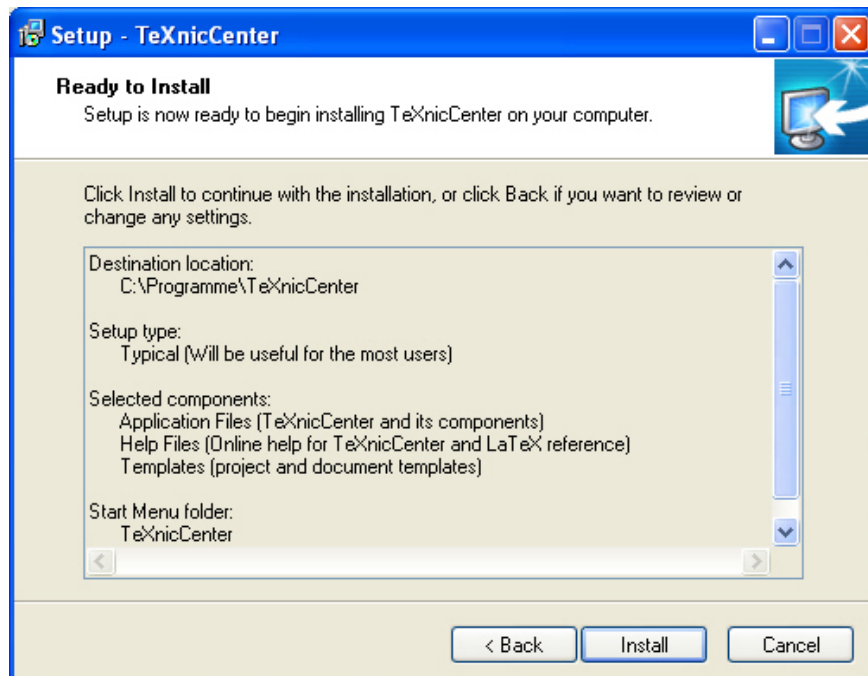 Setup - TeXnicCenter
Ready to Install
Setup is now ready to begin installing TeXnicCenter on your computer.
Click Install to continue with the installation, or click Back if you want to review or
change any settings.
Destination location:
C:\Programme\TeXnicCenter
Setup type:
Typical (Will be useful for the most users)
Selected components:
Application Files (TeXnicCenter and its components)
Help Files (Online help for TeXnicCenter and LaTeX reference)
Templates (project and document templates)
Start Menu folder:
TeXnicCenter
< Back Install Cancel